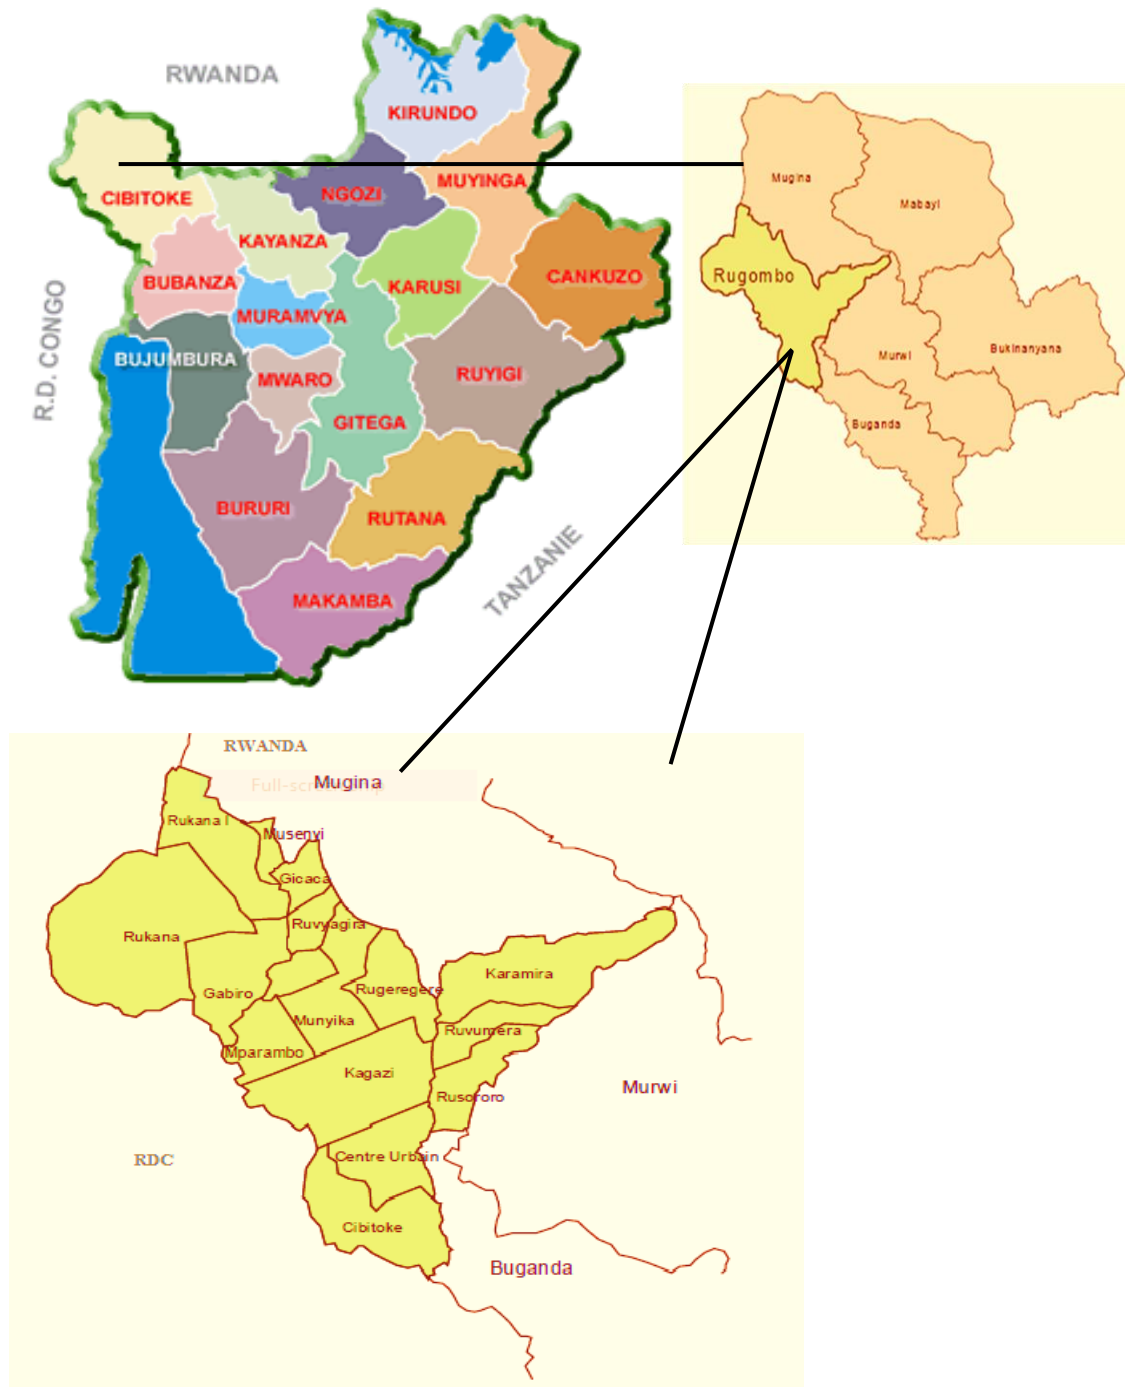 RWANDA
KIRUNDO
MUYINGA
NGOZI
CIBITOKE
KAYANZA
CANKUZO
BUBANZA
KARUSI
MURAMVYA
R.D. CONGO
BUJUMBURA
MWARO
RUYIGI
GITEGA
BURURI
RUTANA
TANZANIE
MAKAMBA
Mugina
Mabayi
Rugombo
Murwi
Bukinanyana
Buganda
RWANDA
Mugina
Rukana I
Musenyi
Gicaca
Ruvyagira
Rukana
Karamira
Gabiro
Rugeregere
Munyika
Ruvumera
Mparambo
Kagazi
Murwi
Rusororo
Centre Urbain
RDC
Cibitoke
Buganda